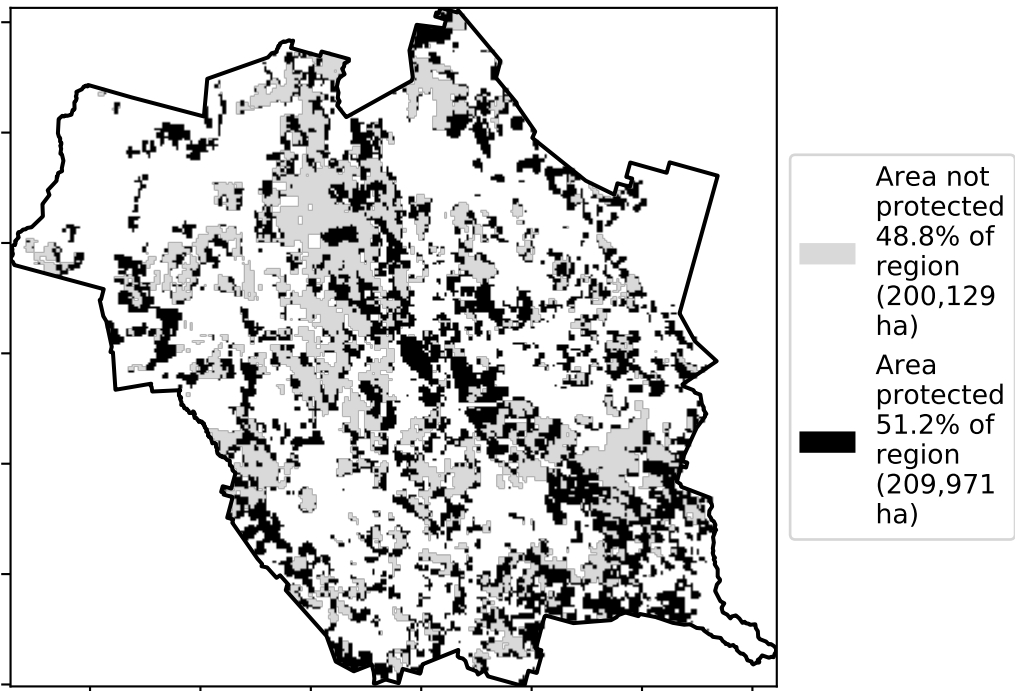 Area not
protected
48.8% of
region
(200,129
ha)
Area
protected
51.2% of
region
(209,971
ha)